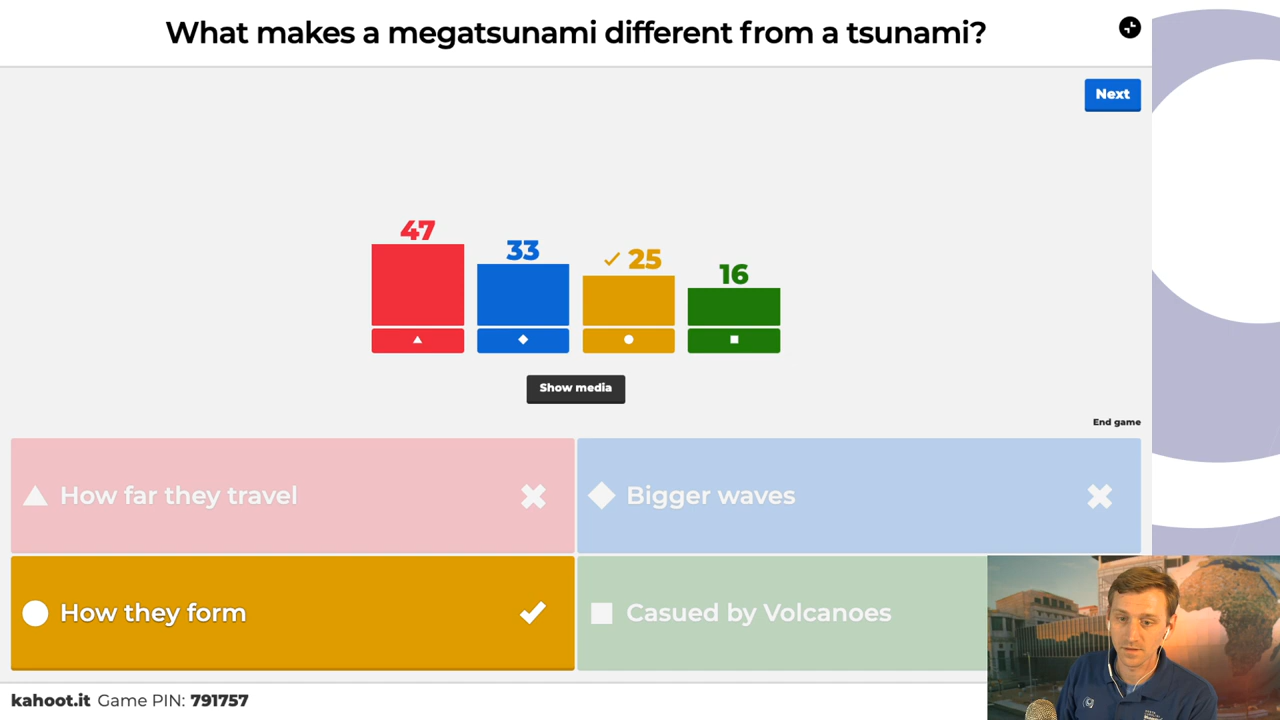 What makes a megatsunami different from a tsunami?
Next
47
33
25
16
Show media
End game
How far they travel
Bigger waves
How they form
Casued by Volcanoes
kahoot.it Game PIN: 791757